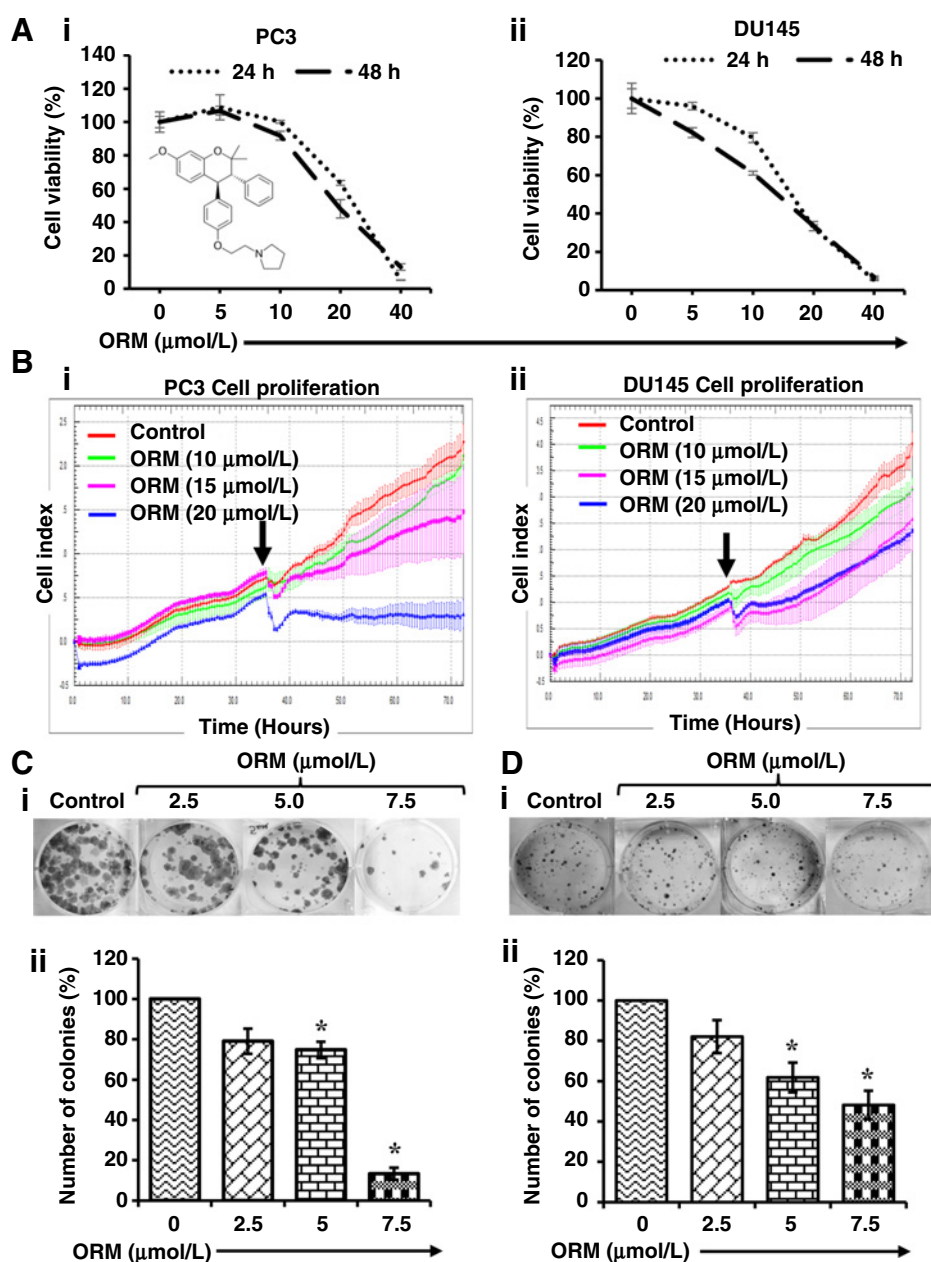 A i PC3
24 h 48 h
Cell viability (%)
140
120
100
80
60
40
20
0
0 5 10 20 40
O
O
O
N
ii DU145
24 h 48 h
Cell viability (%)
120
100
80
60
40
20
0
0 5 10 20 40
ORM (μmol/L)
B i PC3 Cell proliferation
Control
ORM (10 μmol/L)
ORM (15 μmol/L)
ORM (20 μmol/L)
Cell index
Time (Hours)
ii DU145 Cell proliferation
Control
ORM (10 μmol/L)
ORM (15 μmol/L)
ORM (20 μmol/L)
Cell index
Time (Hours)
C ORM (μmol/L)
i Control 2.5 5.0 7.5
D ORM (μmol/L)
i Control 2.5 5.0 7.5
ii
Number of colonies (%)
120
100
80
60
40
20
0
* *
0 2.5 5 7.5
ORM (μmol/L)
ii
Number of colonies (%)
120
100
80
60
40
20
0
* *
0 2.5 5 7.5
ORM (μmol/L)